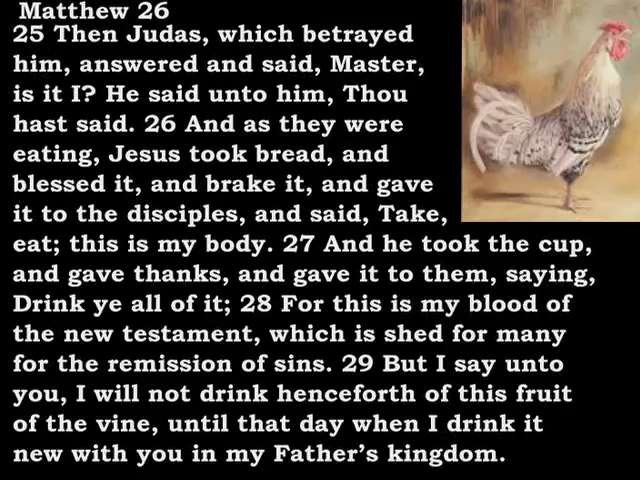 Matthew 26
25 Then Judas, which betrayed
him, answered and said, Master,
is it I? He said unto him, Thou
hast said. 26 And as they were
eating, Jesus took bread, and
blessed it, and brake it, and gave
it to the disciples, and said, Take,
eat; this is my body. 27 And he took the cup,
and gave thanks, and gave it to them, saying,
Drink ye all of it; 28 For this is my blood of
the new testament, which is shed for many
for the remission of sins. 29 But I say unto
you, I will not drink henceforth of this fruit
of the vine, until that day when I drink it
new with you in my Father’s kingdom.